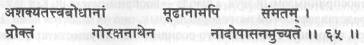 अशक्यतत्त्वबोधानां मूढानामपि संमतम् ।
प्रोक्तं गोरक्षनाथेन नादोपासनमुच्यते ॥ ६५ ॥